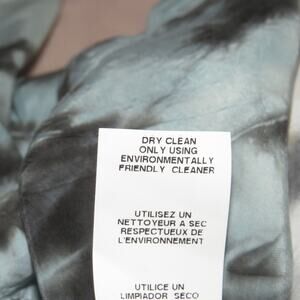 DRY CLEAN
ONLY USING
ENVIRONMENTALLY
FRIENDLY CLEANER
UTILISEZ UN
NETTOYEUR A SEC
RESPECTUEUX DE
L'ENVIRONNEMENT
UTILICE UN
LIMPIADOR SECO